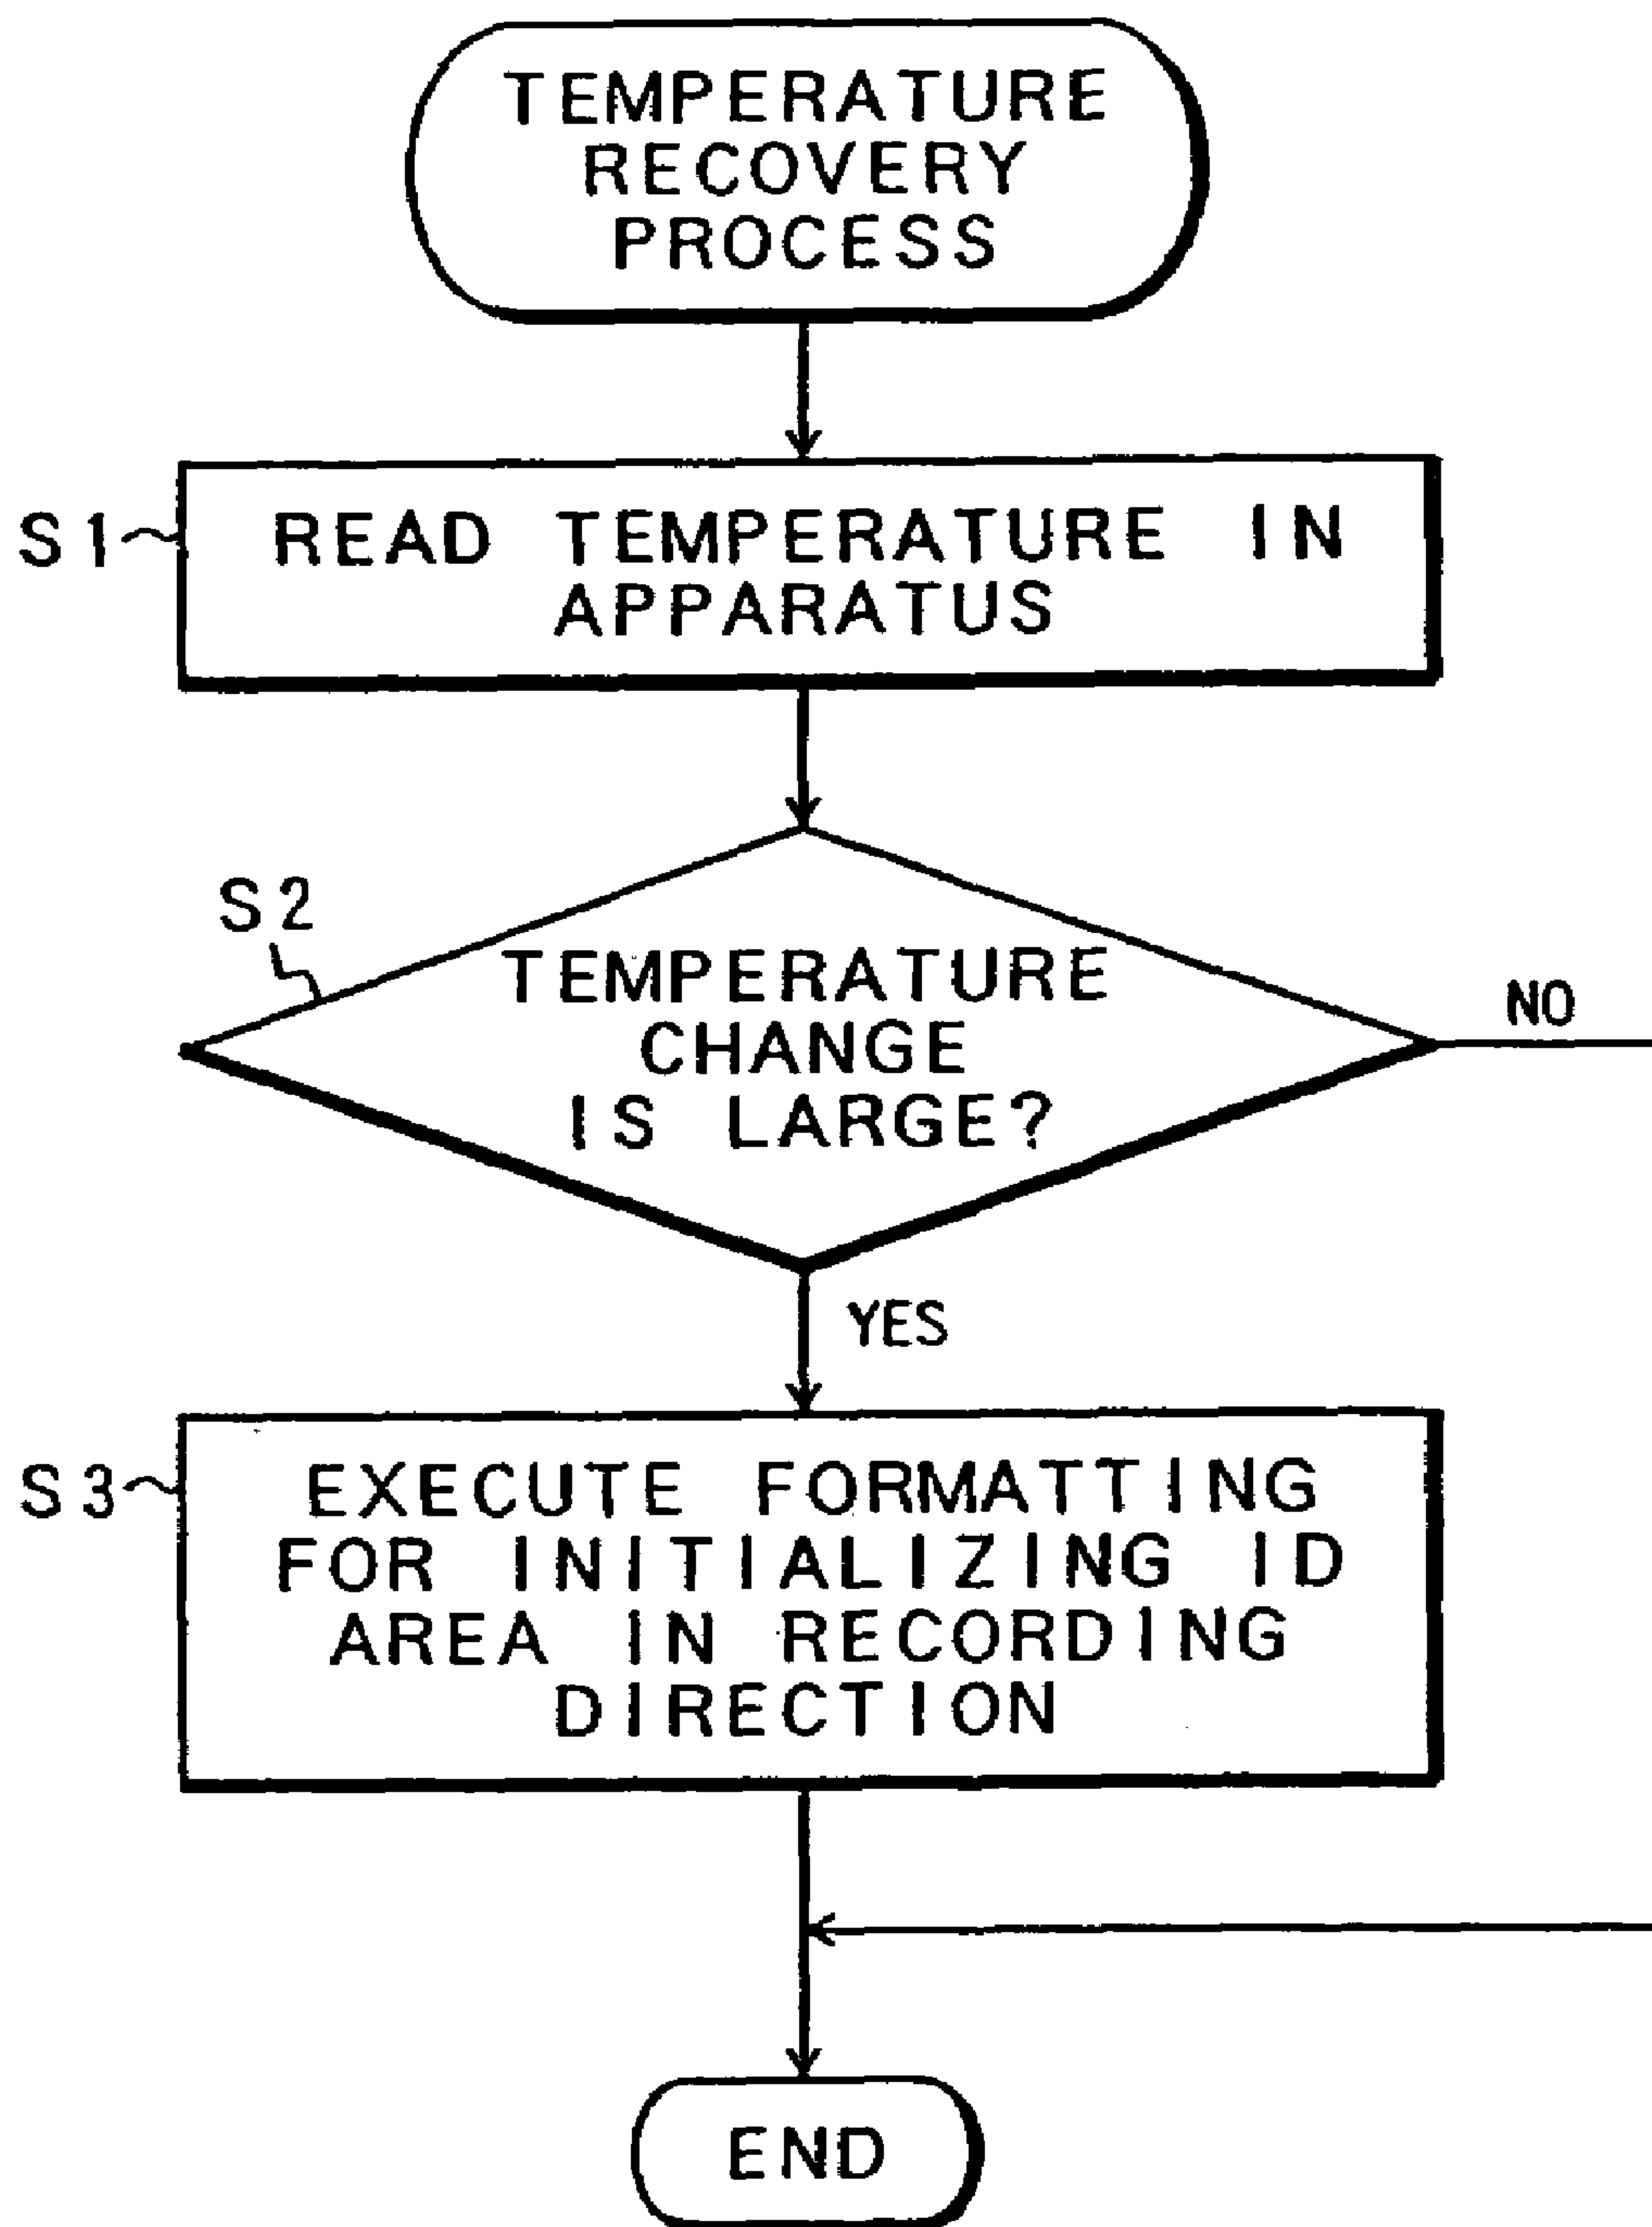 TEMPERATURE
RECOVERY
PROCESS
S1
READ TEMPERATURE IN
APPARATUS
S2
TEMPERATURE
CHANGE
IS LARGE?
NO
YES
S3
EXECUTE FORMATTING
FOR INITIALIZING ID
AREA IN RECORDING
DIRECTION
END